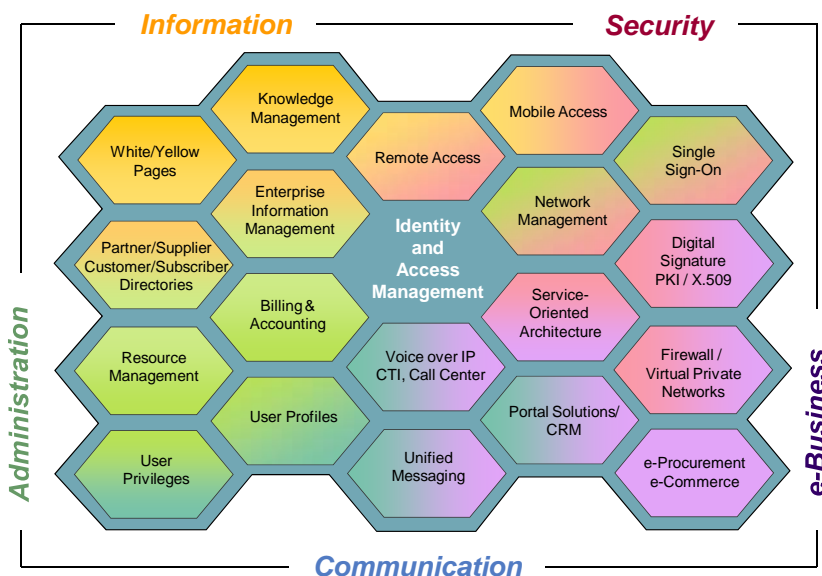 Information
Security
Knowledge
Management
Mobile Access
White/Yellow
Pages
Remote Access
Single
Sign-On
Enterprise
Information
Management
Network
Management
Identity
and
Access
Management
Partner/Supplier
Customer/Subscriber
Directories
Digital
Signature
PKI / X.509
Billing &
Accounting
Service-
Oriented
Architecture
Administration
Resource
Management
Voice over IP
CTI, Call Center
Firewall /
Virtual Private
Networks
e-Business
User Profiles
Portal Solutions/
CRM
User
Privileges
Unified
Messaging
e-Procurement
e-Commerce
Communication